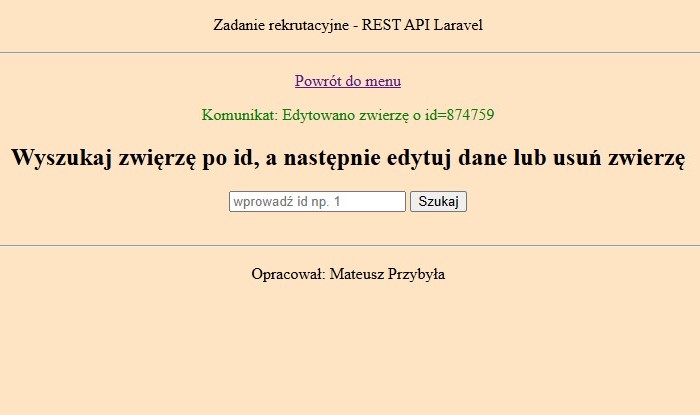 Zadanie rekrutacyjne - REST API Laravel
Powrót do menu
Komunikat: Edytowano zwierzę o id=874759
Wyszukaj zwięrzę po id, a następnie edytuj dane lub usuń zwierzę
wprowadź id np. 1 Szukaj
Opracował: Mateusz Przybyła